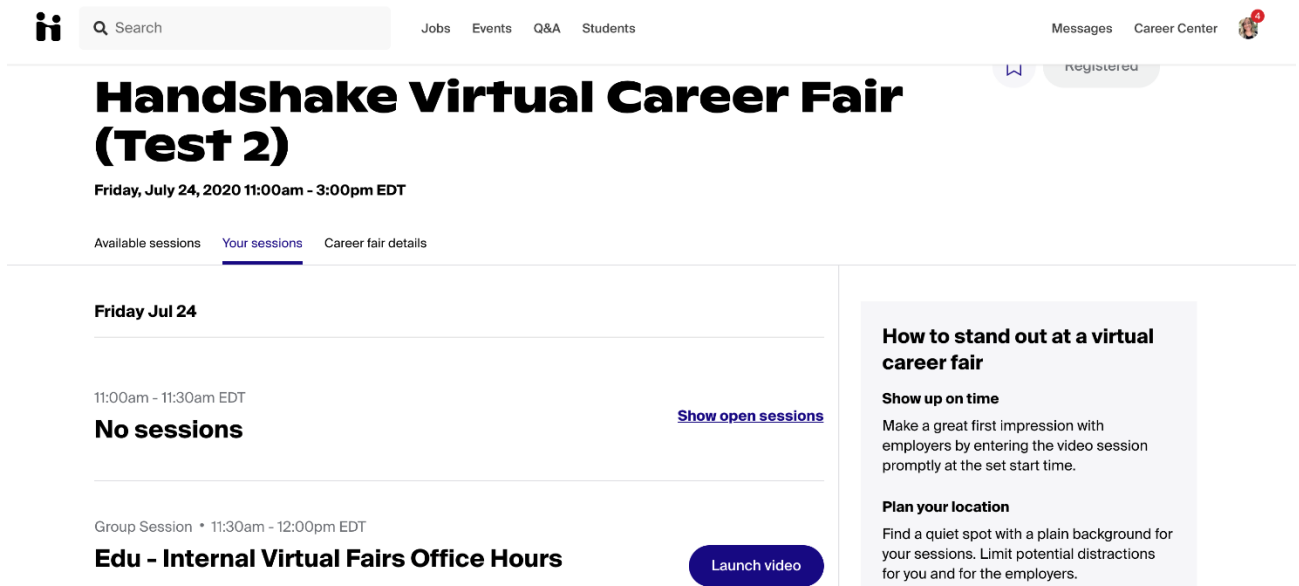 Search
Jobs
Events
Q&A
Students
Messages
Career Center
4
Registered
Handshake Virtual Career Fair
(Test 2)
Friday, July 24, 2020 11:00am - 3:00pm EDT
Available sessions
Your sessions
Career fair details
Friday Jul 24
11:00am - 11:30am EDT
No sessions
Show open sessions
Group Session • 11:30am - 12:00pm EDT
Edu - Internal Virtual Fairs Office Hours
Launch video
How to stand out at a virtual
career fair
Show up on time
Make a great first impression with
employers by entering the video session
promptly at the set start time.
Plan your location
Find a quiet spot with a plain background for
your sessions. Limit potential distractions
for you and for the employers.